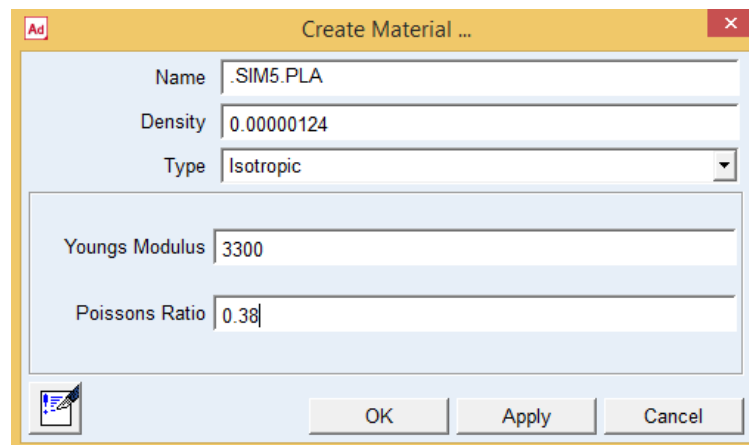 Ad Create Material ...
Name .SIM5.PLA
Density 0.00000124
Type Isotropic
Youngs Modulus 3300
Poissons Ratio 0.38
OK Apply Cancel